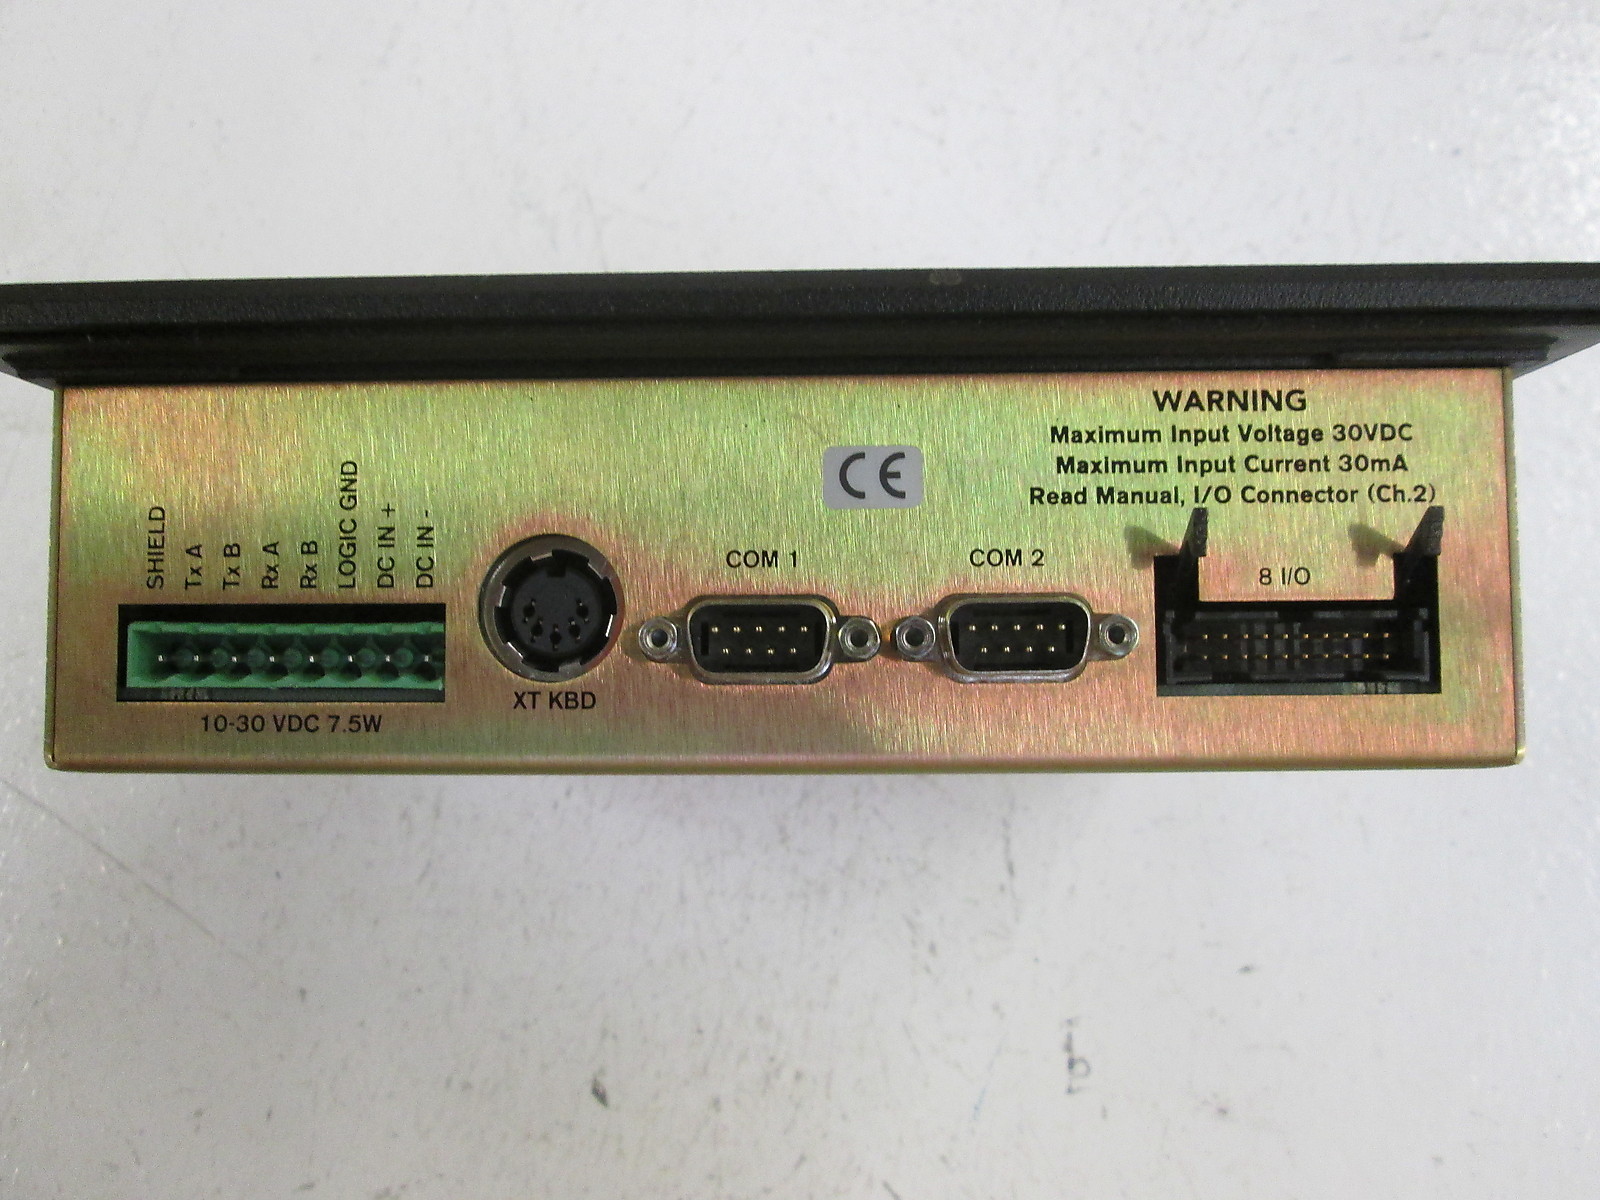 WARNING
Maximum Input Voltage 30VDC
Maximum Input Current 30mA
Read Manual, I/O Connector (Ch.2)
CE
SHIELD
Tx A
Tx B
Rx A
Rx B
LOGIC GND
DC IN +
DC IN -
10-30 VDC 7.5W
XT KBD
COM 1
COM 2
8 I/O